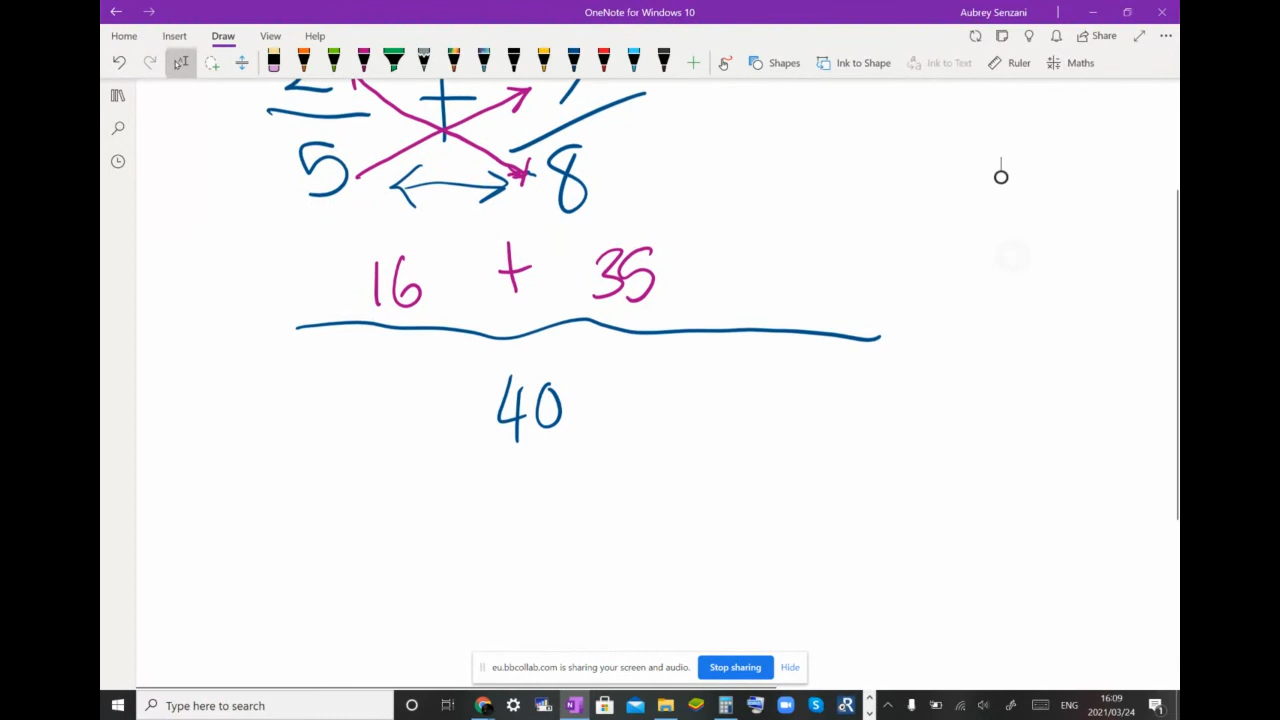 OneNote for Windows 10
Aubrey Senzani
Home Insert Draw View Help
Share
Shapes Ink to Shape Ink to Text Ruler Maths
2 + 7
5 8
16 + 35
40
eu.bbcollab.com is sharing your screen and audio. Stop sharing Hide
Type here to search
ENG
16:09
2021/03/24